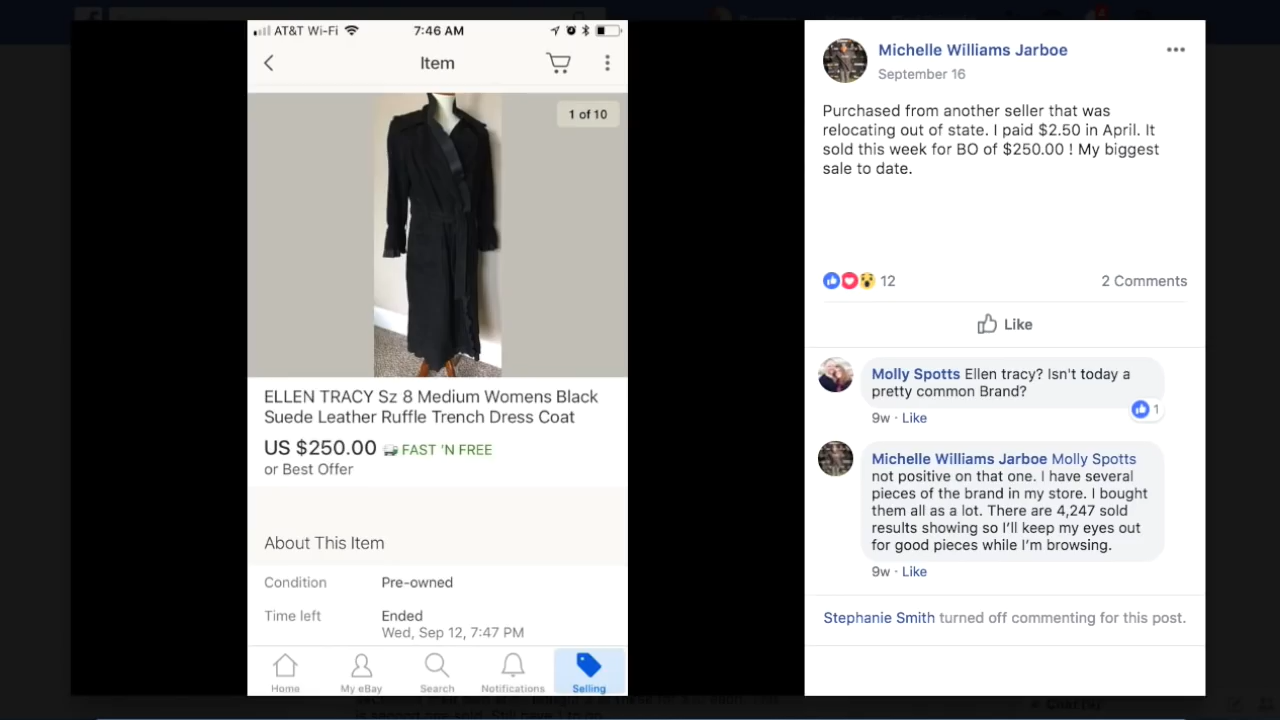 AT&T Wi-Fi
7:46 AM
Item
1 of 10
ELLEN TRACY Sz 8 Medium Womens Black
Suede Leather Ruffle Trench Dress Coat
US $250.00 FAST 'N FREE
or Best Offer
About This Item
Condition Pre-owned
Time left Ended
Wed, Sep 12, 7:47 PM
Home My eBay Search Notifications Selling
Michelle Williams Jarboe
September 16
Purchased from another seller that was
relocating out of state. I paid $2.50 in April. It
sold this week for BO of $250.00 ! My biggest
sale to date.
12 2 Comments
Like
Molly Spotts Ellen tracy? Isn't today a
pretty common Brand?
1
9w · Like
Michelle Williams Jarboe Molly Spotts
not positive on that one. I have several
pieces of the brand in my store. I bought
them all as a lot. There are 4,247 sold
results showing so I'll keep my eyes out
for good pieces while I'm browsing.
9w · Like
Stephanie Smith turned off commenting for this post.